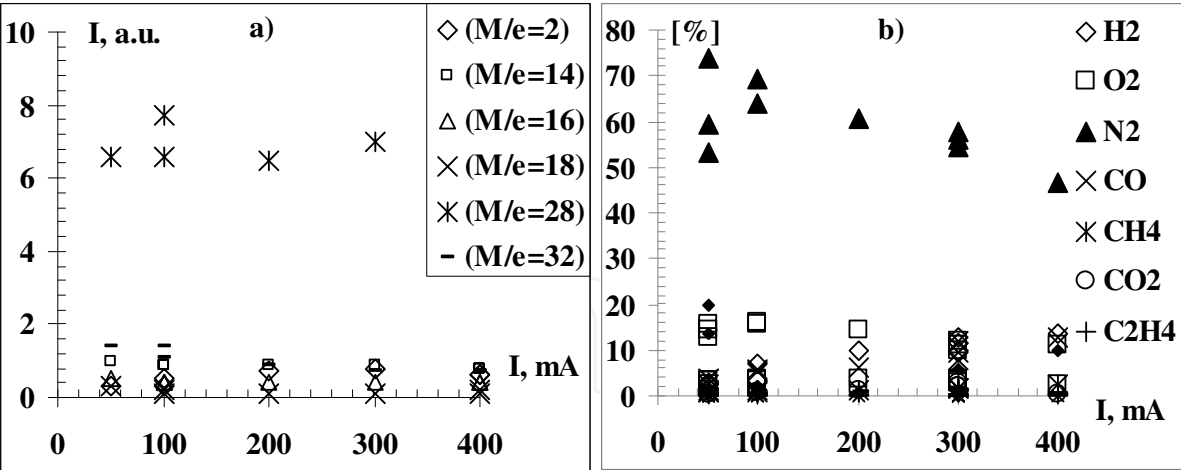 I, a.u.
a)
10
8
6
4
2
0
0
100
200
300
400
I, mA
(M/e=2)
(M/e=14)
(M/e=16)
(M/e=18)
(M/e=28)
(M/e=32)
[%]
b)
80
70
60
50
40
30
20
10
0
0
100
200
300
400
I, mA
H2
O2
N2
CO
CH4
CO2
C2H4